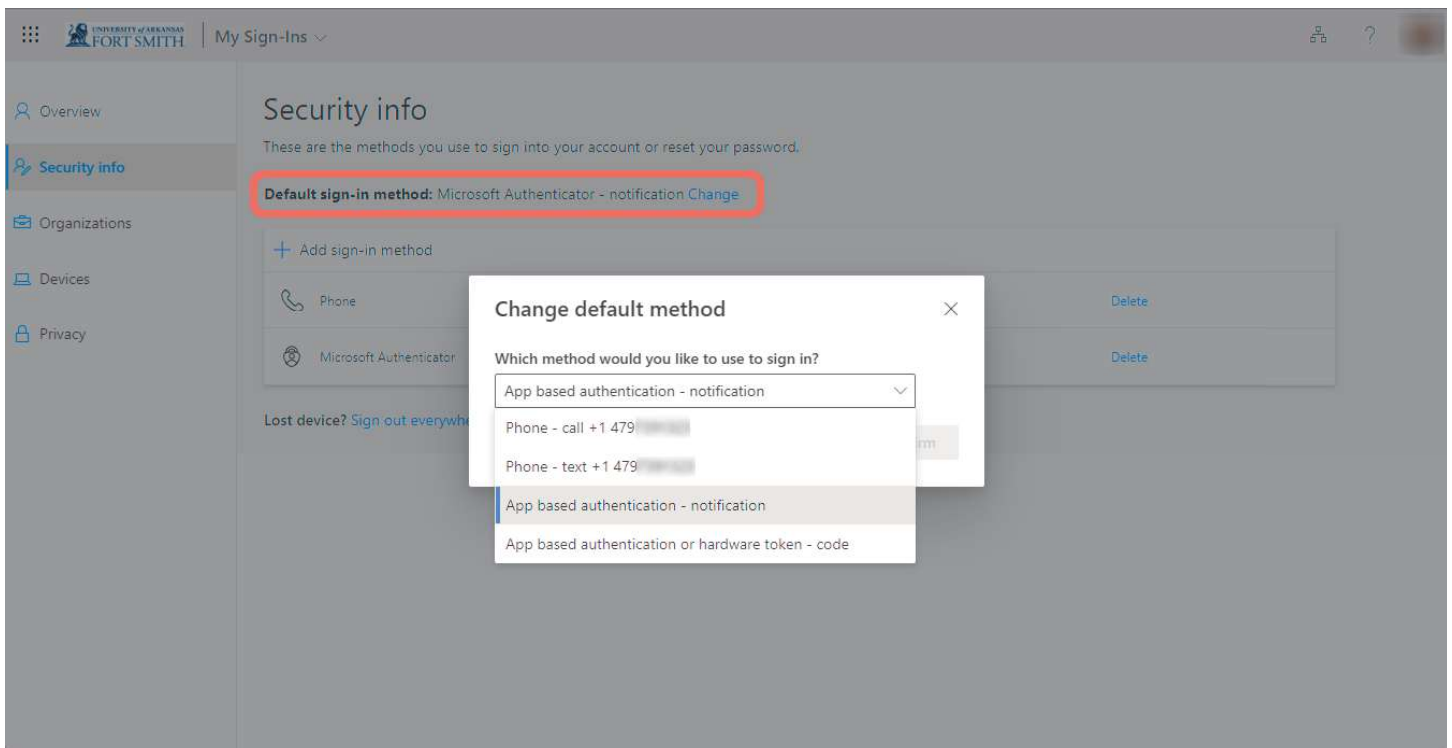 UNIVERSITY of ARKANSAS
FORT SMITH
My Sign-Ins
Overview
Security info
Organizations
Devices
Privacy
Security info
These are the methods you use to sign into your account or reset your password.
Default sign-in method: Microsoft Authenticator - notification Change
Add sign-in method
Phone
Delete
Microsoft Authenticator
Delete
Lost device? Sign out
Change default method
Which method would you like to use to sign in?
App based authentication - notification
Phone - call +1 479
Phone - text +1 479
App based authentication - notification
App based authentication or hardware token - code